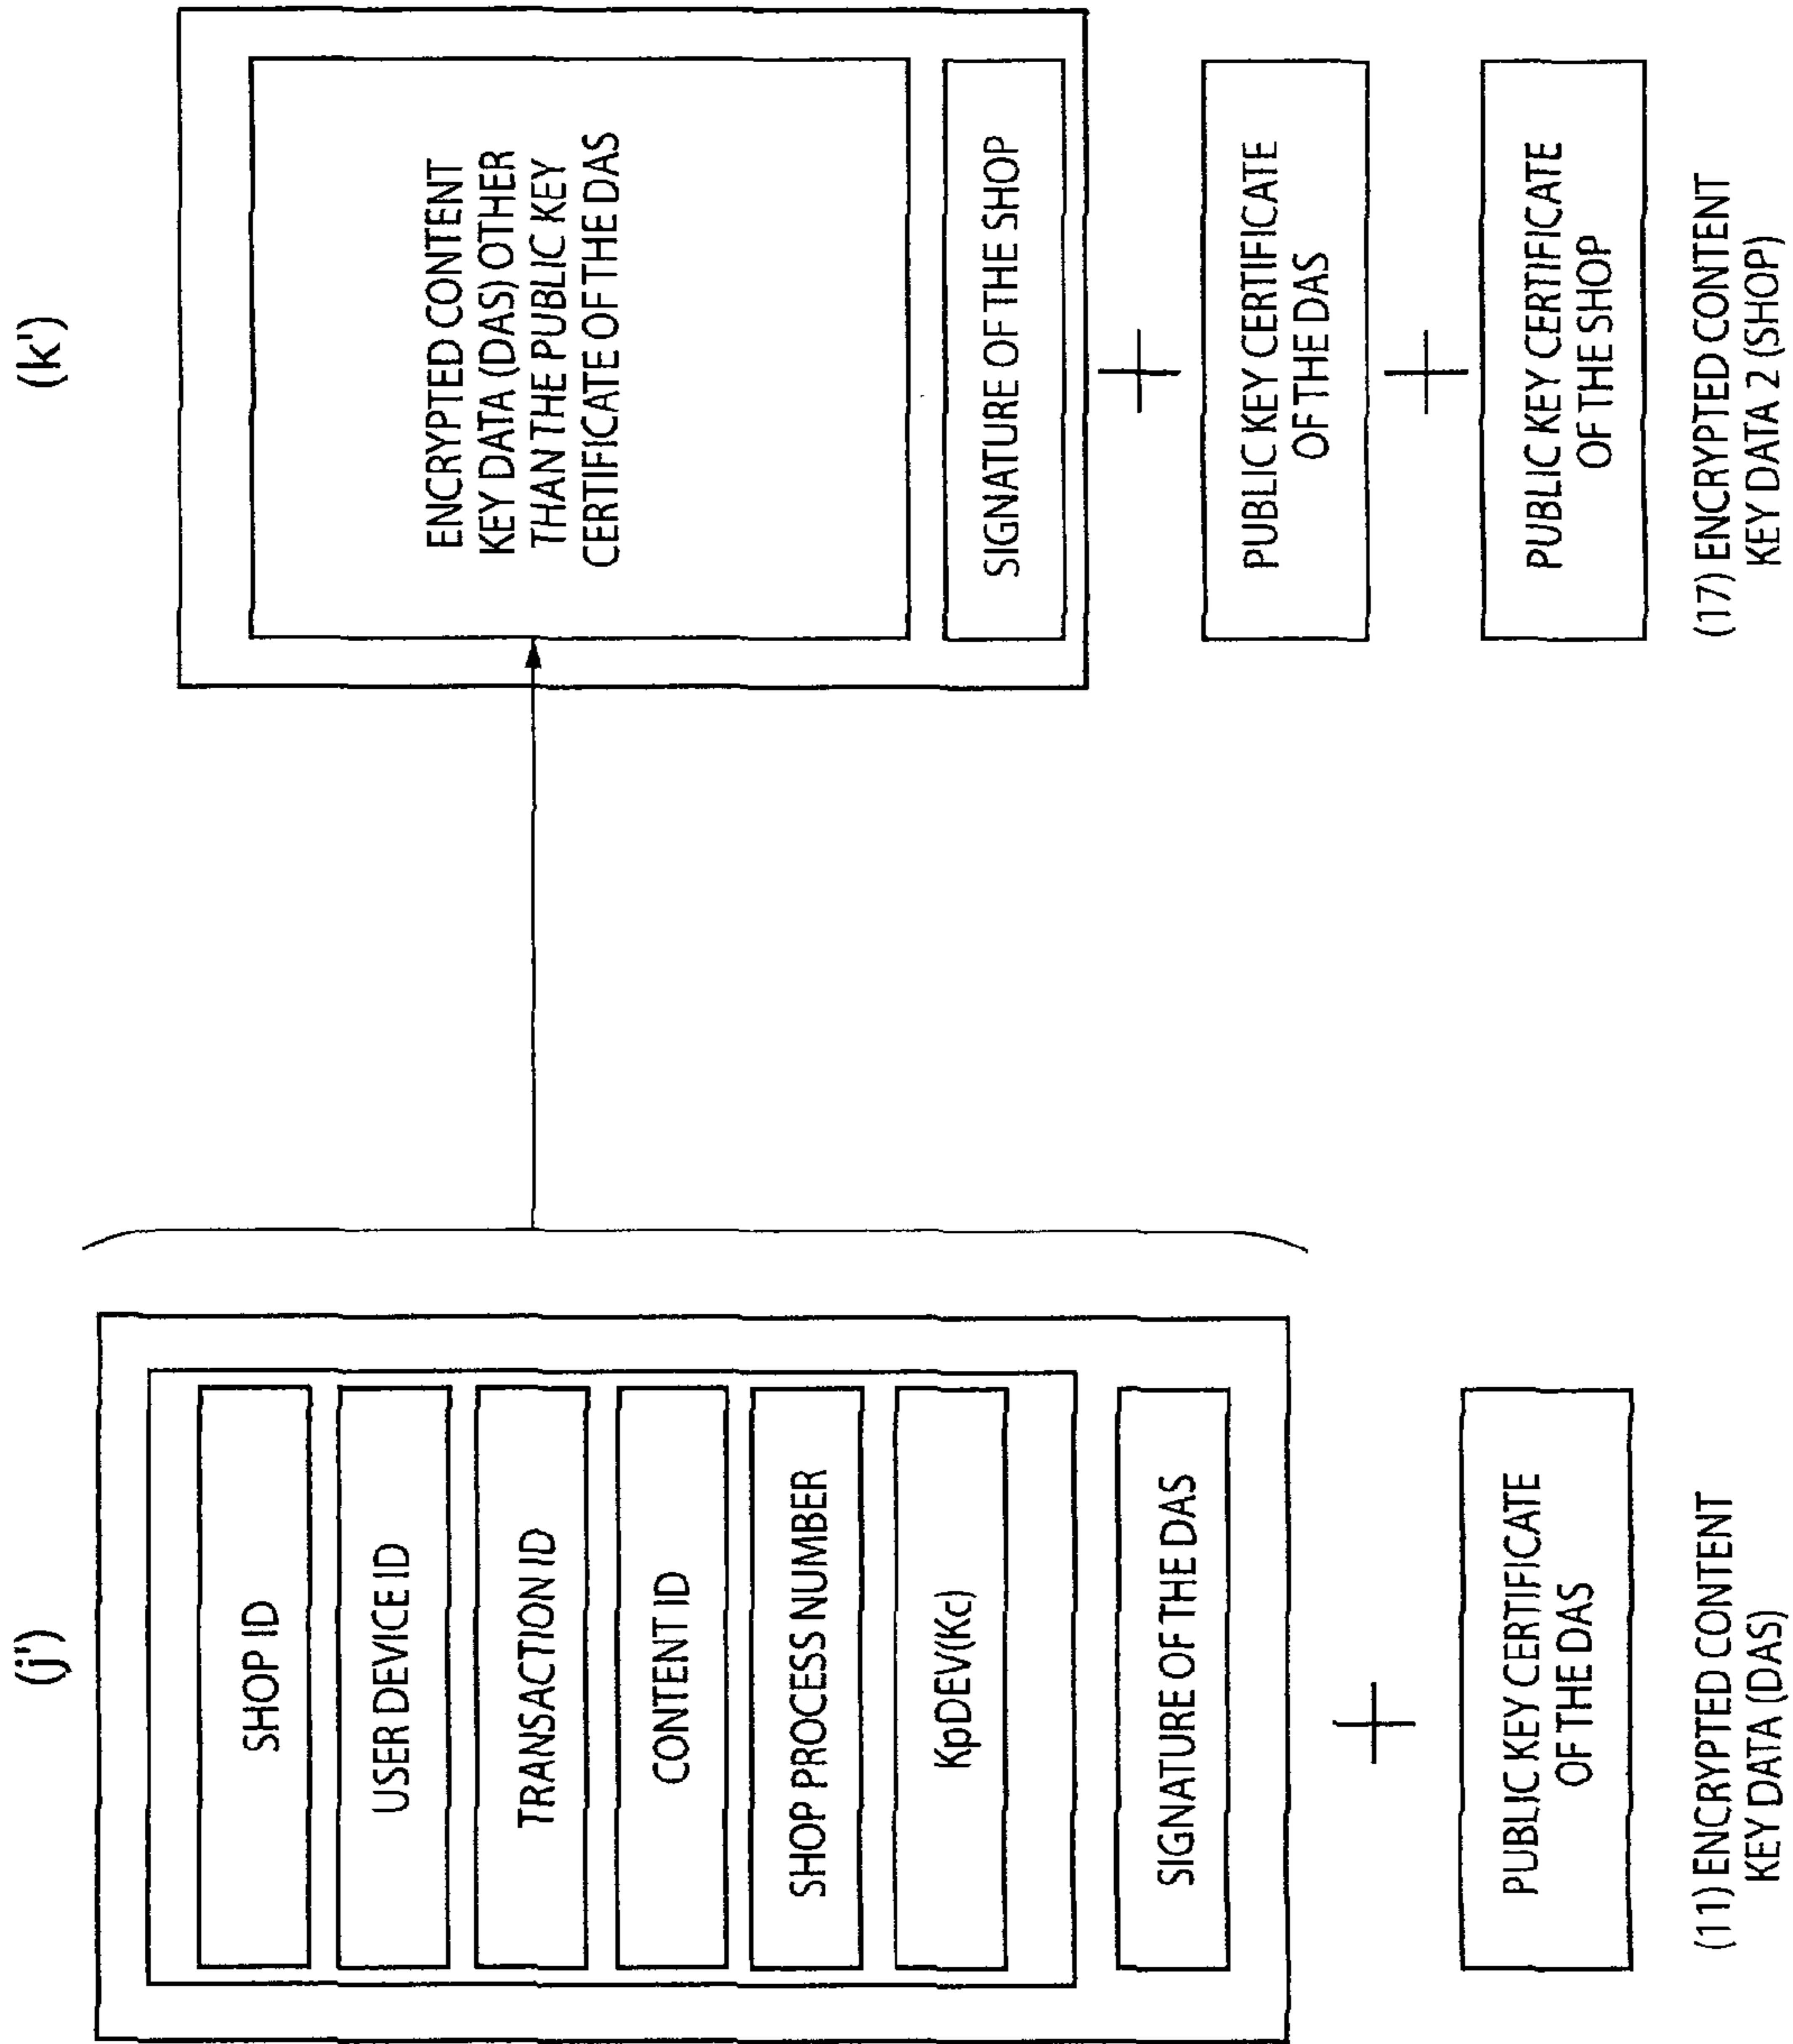 (j')
SHOP ID
USER DEVICE ID
TRANSACTION ID
CONTENT ID
SHOP PROCESS NUMBER
KpDEV(Kc)
SIGNATURE OF THE DAS
+
PUBLIC KEY CERTIFICATE
OF THE DAS
(11) ENCRYPTED CONTENT
KEY DATA (DAS)
(k')
ENCRYPTED CONTENT
KEY DATA (DAS) OTHER
THAN THE PUBLIC KEY
CERTIFICATE OF THE DAS
SIGNATURE OF THE SHOP
+
PUBLIC KEY CERTIFICATE
OF THE DAS
+
PUBLIC KEY CERTIFICATE
OF THE SHOP
(17) ENCRYPTED CONTENT
KEY DATA 2 (SHOP)